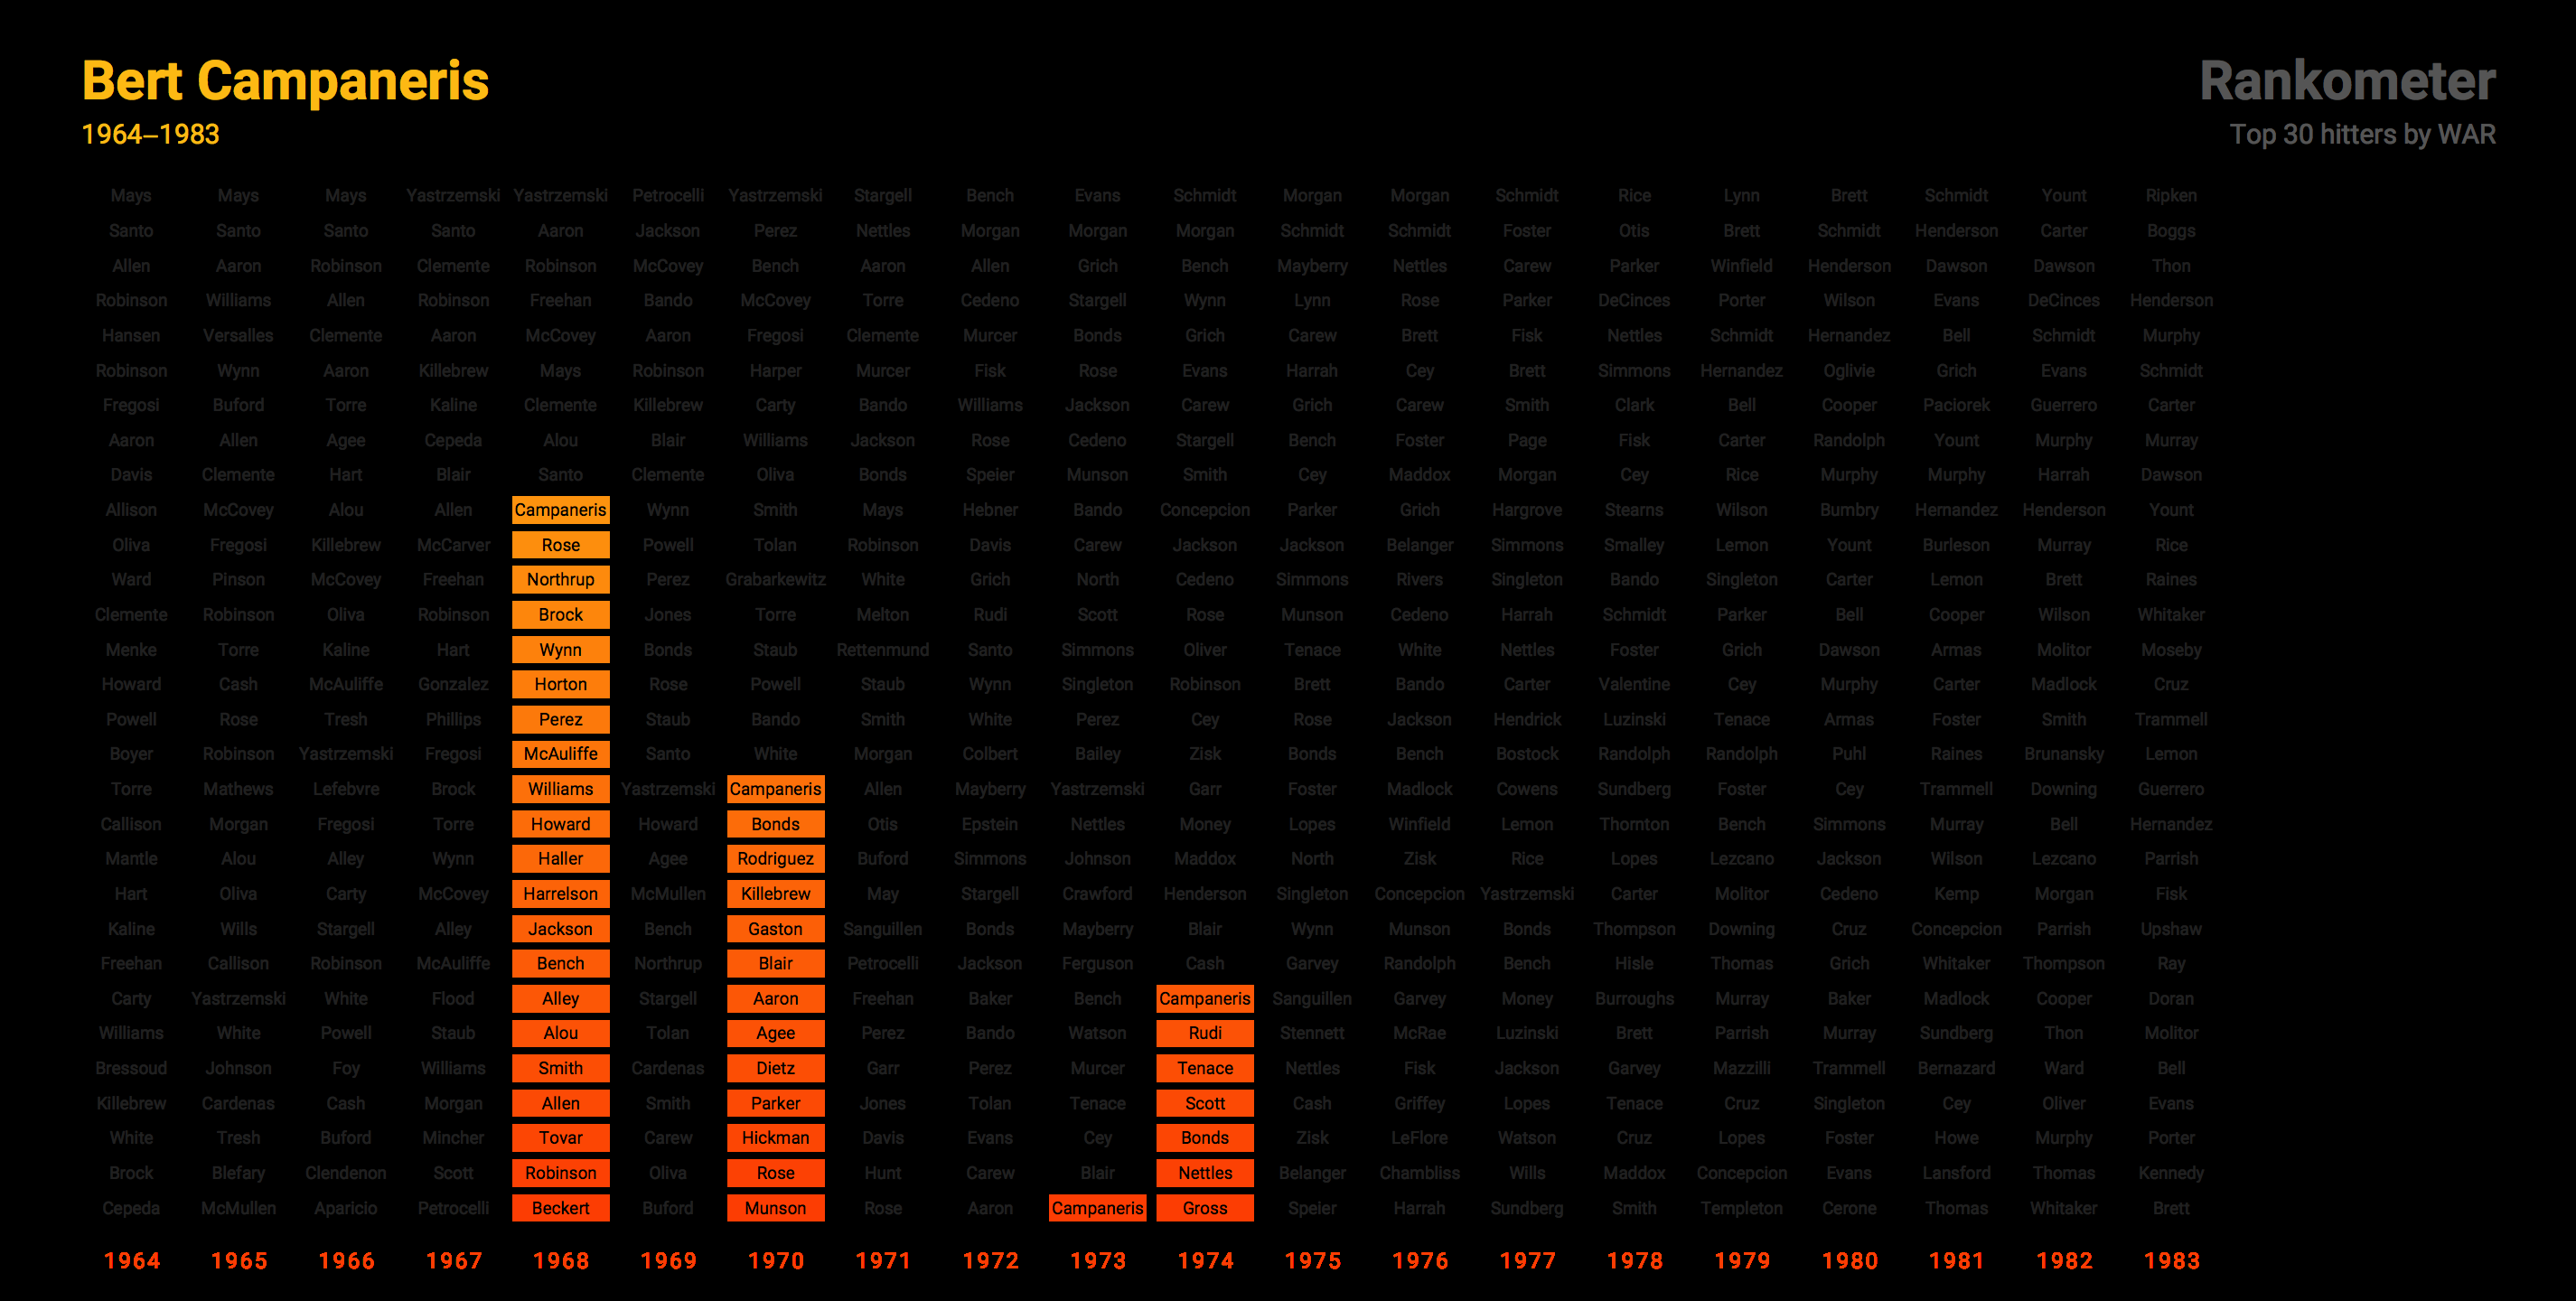 Bert Campaneris
1964–1983
Rankometer
Top 30 hitters by WAR
Mays Mays Mays Yastrzemski Yastrzemski Petrocelli Yastrzemski Stargell Bench Evans Schmidt Morgan Morgan Schmidt Rice Lynn Brett Schmidt Yount Ripken
Santo Santo Santo Santo Aaron Jackson Perez Nettles Morgan Morgan Morgan Schmidt Schmidt Foster Otis Brett Schmidt Henderson Carter Boggs
Allen Aaron Robinson Clemente Robinson McCovey Bench Aaron Allen Grich Bench Mayberry Nettles Carew Parker Winfield Henderson Dawson Dawson Thon
Robinson Williams Allen Robinson Freehan Bando McCovey Torre Cedeno Stargell Wynn Lynn Rose Parker DeCinces Porter Wilson Evans DeCinces Henderson
Hansen Versalles Clemente Aaron McCovey Aaron Fregosi Clemente Murcer Bonds Grich Carew Brett Fisk Nettles Schmidt Hernandez Bell Schmidt Murphy
Robinson Wynn Aaron Killebrew Mays Robinson Harper Murcer Fisk Rose Evans Harrah Cey Brett Simmons Hernandez Oglivie Grich Evans Schmidt
Fregosi Buford Torre Kaline Clemente Killebrew Carty Bando Williams Jackson Carew Grich Carew Smith Clark Bell Cooper Paciorek Guerrero Carter
Aaron Allen Agee Cepeda Alou Blair Williams Jackson Rose Cedeno Stargell Bench Foster Page Fisk Carter Randolph Yount Murphy Murray
Davis Clemente Hart Blair Santo Clemente Oliva Bonds Speier Munson Smith Cey Maddox Morgan Cey Rice Murphy Murphy Harrah Dawson
Allison McCovey Alou Allen Campaneris Wynn Smith Mays Hebner Bando Concepcion Parker Grich Hargrove Stearns Wilson Bumbry Hernandez Henderson Yount
Oliva Fregosi Killebrew McCarver Rose Powell Tolan Robinson Davis Carew Jackson Jackson Belanger Simmons Smalley Lemon Yount Burleson Murray Rice
Ward Pinson McCovey Freehan Northrup Perez Grabarkewitz White Grich North Cedeno Simmons Rivers Singleton Bando Singleton Carter Lemon Brett Raines
Clemente Robinson Oliva Robinson Brock Jones Torre Melton Rudi Scott Rose Munson Cedeno Harrah Schmidt Parker Bell Cooper Wilson Whitaker
Menke Torre Kaline Hart Wynn Bonds Staub Rettenmund Santo Simmons Oliver Tenace White Nettles Foster Grich Dawson Armas Molitor Moseby
Howard Cash McAuliffe Gonzalez Horton Rose Powell Staub Wynn Singleton Robinson Brett Bando Carter Valentine Cey Murphy Carter Madlock Cruz
Powell Rose Tresh Phillips Perez Staub Bando Smith White Perez Cey Rose Jackson Hendrick Luzinski Tenace Armas Foster Smith Trammell
Boyer Robinson Yastrzemski Fregosi McAuliffe Santo White Morgan Colbert Bailey Zisk Bonds Bench Bostock Randolph Randolph Puhl Raines Brunansky Lemon
Torre Mathews Lefebvre Brock Williams Yastrzemski Campaneris Allen Mayberry Yastrzemski Garr Foster Madlock Cowens Sundberg Foster Cey Trammell Downing Guerrero
Callison Morgan Fregosi Torre Howard Howard Bonds Otis Epstein Nettles Money Lopes Winfield Lemon Thornton Bench Simmons Murray Bell Hernandez
Mantle Alou Alley Wynn Haller Agee Rodriguez Buford Simmons Johnson Maddox North Zisk Rice Lopes Lezcano Jackson Wilson Lezcano Parrish
Hart Oliva Carty McCovey Harrelson McMullen Killebrew May Stargell Crawford Henderson Singleton Concepcion Yastrzemski Carter Molitor Cedeno Kemp Morgan Fisk
Kaline Wills Stargell Alley Jackson Bench Gaston Sanguillen Bonds Mayberry Blair Wynn Munson Bonds Thompson Downing Cruz Concepcion Parrish Upshaw
Freehan Callison Robinson McAuliffe Bench Northrup Blair Petrocelli Jackson Ferguson Cash Garvey Randolph Bench Hisle Thomas Grich Whitaker Thompson Ray
Carty Yastrzemski White Flood Alley Stargell Aaron Freehan Baker Bench Campaneris Sanguillen Garvey Money Burroughs Murray Baker Madlock Cooper Doran
Williams White Powell Staub Alou Tolan Agee Perez Bando Watson Rudi Stennett McRae Luzinski Brett Parrish Murray Sundberg Thon Molitor
Bressoud Johnson Foy Williams Smith Cardenas Dietz Garr Perez Murcer Tenace Nettles Fisk Jackson Garvey Mazzilli Trammell Bernazard Ward Bell
Killebrew Cardenas Cash Morgan Allen Smith Parker Jones Tolan Tenace Scott Cash Griffey Lopes Tenace Cruz Singleton Cey Oliver Evans
White Tresh Buford Mincher Tovar Carew Hickman Davis Evans Cey Bonds Zisk LeFlore Watson Cruz Lopes Foster Howe Murphy Porter
Brock Blefary Clendenon Scott Robinson Oliva Rose Hunt Carew Blair Nettles Belanger Chambliss Wills Maddox Concepcion Evans Lansford Thomas Kennedy
Cepeda McMullen Aparicio Petrocelli Beckert Buford Munson Rose Aaron Campaneris Gross Speier Harrah Sundberg Smith Templeton Cerone Thomas Whitaker Brett
1964 1965 1966 1967 1968 1969 1970 1971 1972 1973 1974 1975 1976 1977 1978 1979 1980 1981 1982 1983